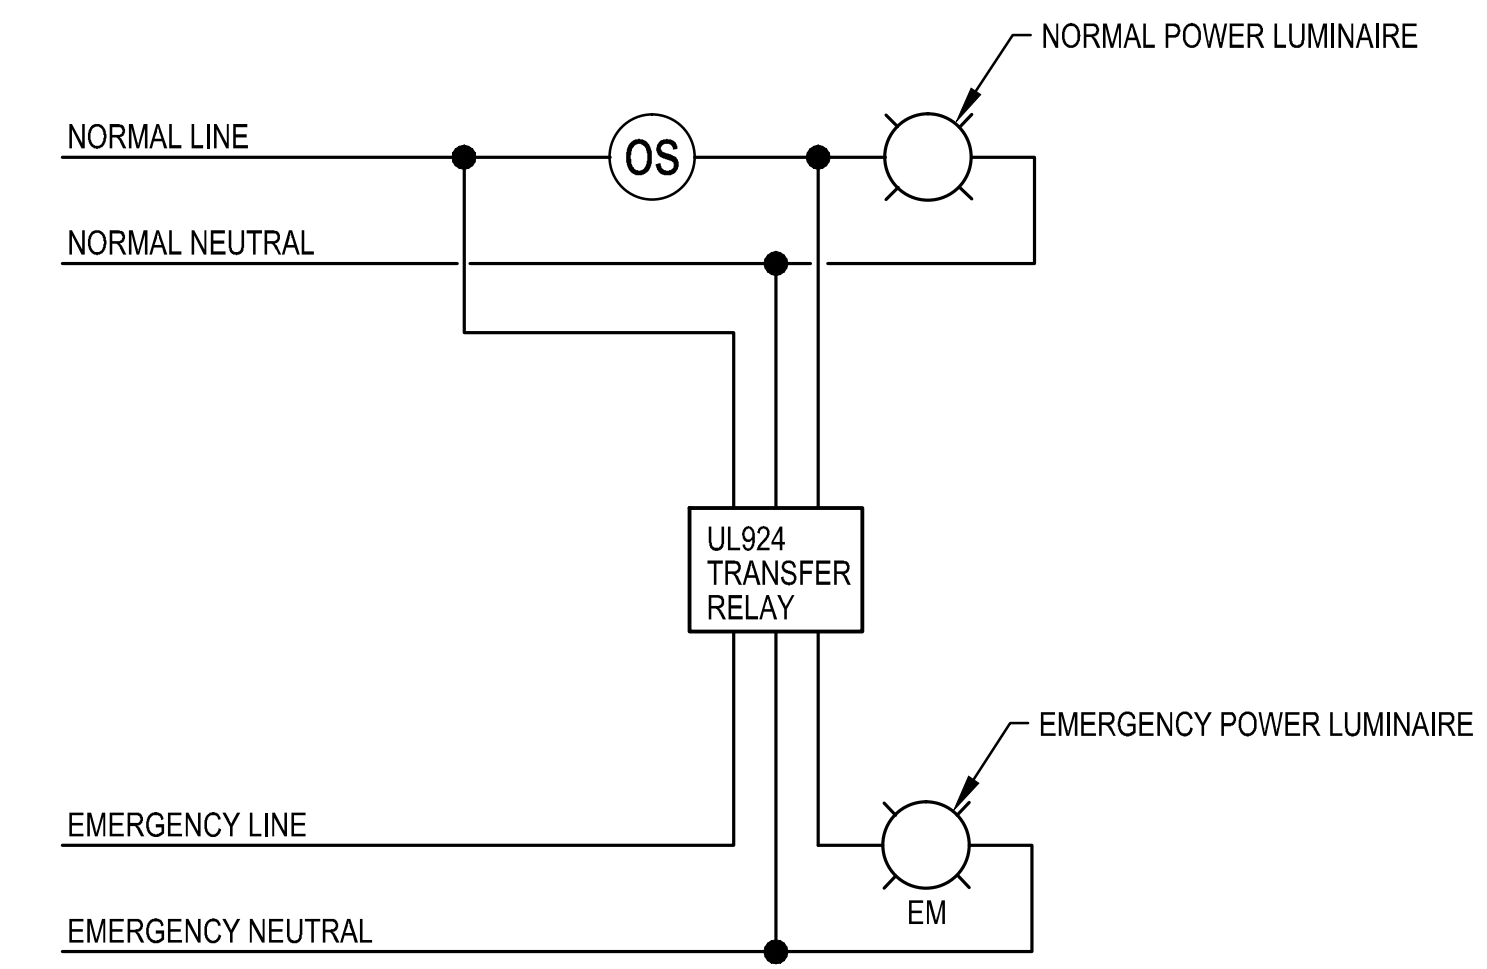 NORMAL POWER LUMINAIRE
NORMAL LINE
OS
NORMAL NEUTRAL
UL924
TRANSFER
RELAY
EMERGENCY POWER LUMINAIRE
EMERGENCY LINE
EM
EMERGENCY NEUTRAL